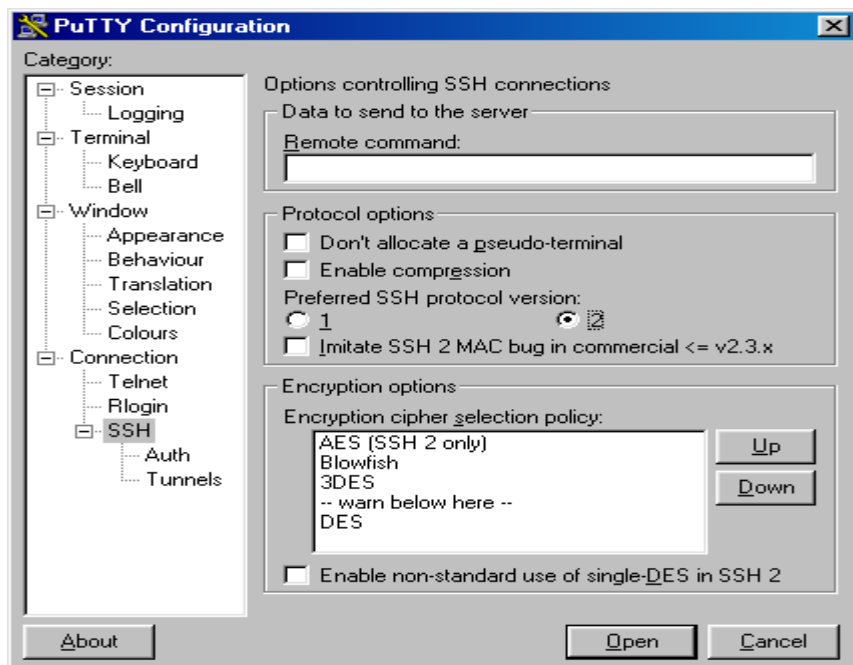 PuTTY Configuration
Category:
Session
Logging
Terminal
Keyboard
Bell
Window
Appearance
Behaviour
Translation
Selection
Colours
Connection
Telnet
Rlogin
SSH
Auth
Tunnels
Options controlling SSH connections
Data to send to the server
Remote command:
Protocol options
Don't allocate a pseudo-terminal
Enable compression
Preferred SSH protocol version:
1 2
Imitate SSH 2 MAC bug in commercial <= v2.3.x
Encryption options
Encryption cipher selection policy:
AES (SSH 2 only)
Blowfish
3DES
-- warn below here --
DES
Up
Down
Enable non-standard use of single-DES in SSH 2
About
Open
Cancel